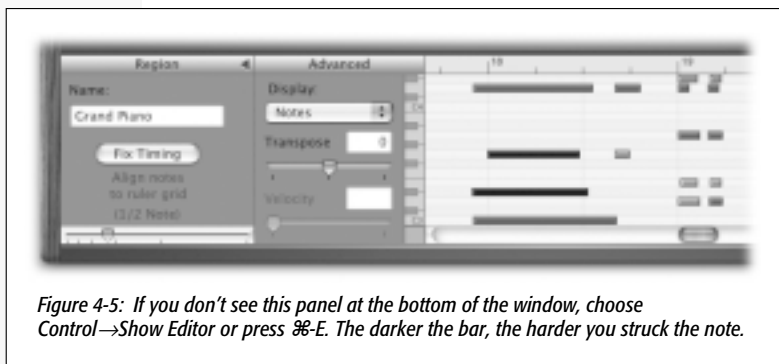 Region
Advanced
18
19
Name:
Grand Piano
Fix Timing
Align notes
to ruler grid
(1/2 Note)
Display:
Notes
Transpose 0
Velocity
Figure 4-5: If you don't see this panel at the bottom of the window, choose
Control→Show Editor or press ⌘-E. The darker the bar, the harder you struck the note.